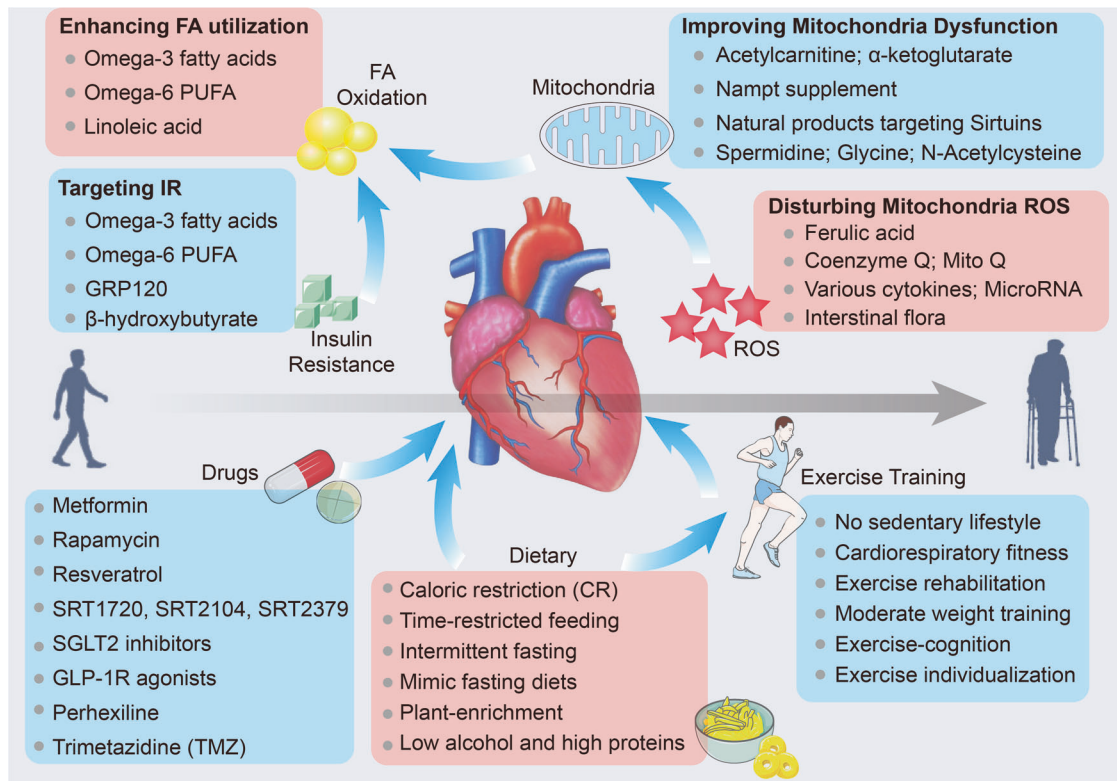 Enhancing FA utilization
Omega-3 fatty acids
Omega-6 PUFA
Linoleic acid
FA
Oxidation
Mitochondria
Improving Mitochondria Dysfunction
Acetylcarnitine; α-ketoglutarate
Nampt supplement
Natural products targeting Sirtuins
Spermidine; Glycine; N-Acetylcysteine
Targeting IR
Omega-3 fatty acids
Omega-6 PUFA
GRP120
β-hydroxybutyrate
Insulin
Resistance
Disturbing Mitochondria ROS
Ferulic acid
Coenzyme Q; Mito Q
Various cytokines; MicroRNA
Interstinal flora
ROS
Drugs
Metformin
Rapamycin
Resveratrol
SRT1720, SRT2104, SRT2379
SGLT2 inhibitors
GLP-1R agonists
Perhexiline
Trimetazidine (TMZ)
Dietary
Caloric restriction (CR)
Time-restricted feeding
Intermittent fasting
Mimic fasting diets
Plant-enrichment
Low alcohol and high proteins
Exercise Training
No sedentary lifestyle
Cardiorespiratory fitness
Exercise rehabilitation
Moderate weight training
Exercise-cognition
Exercise individualization